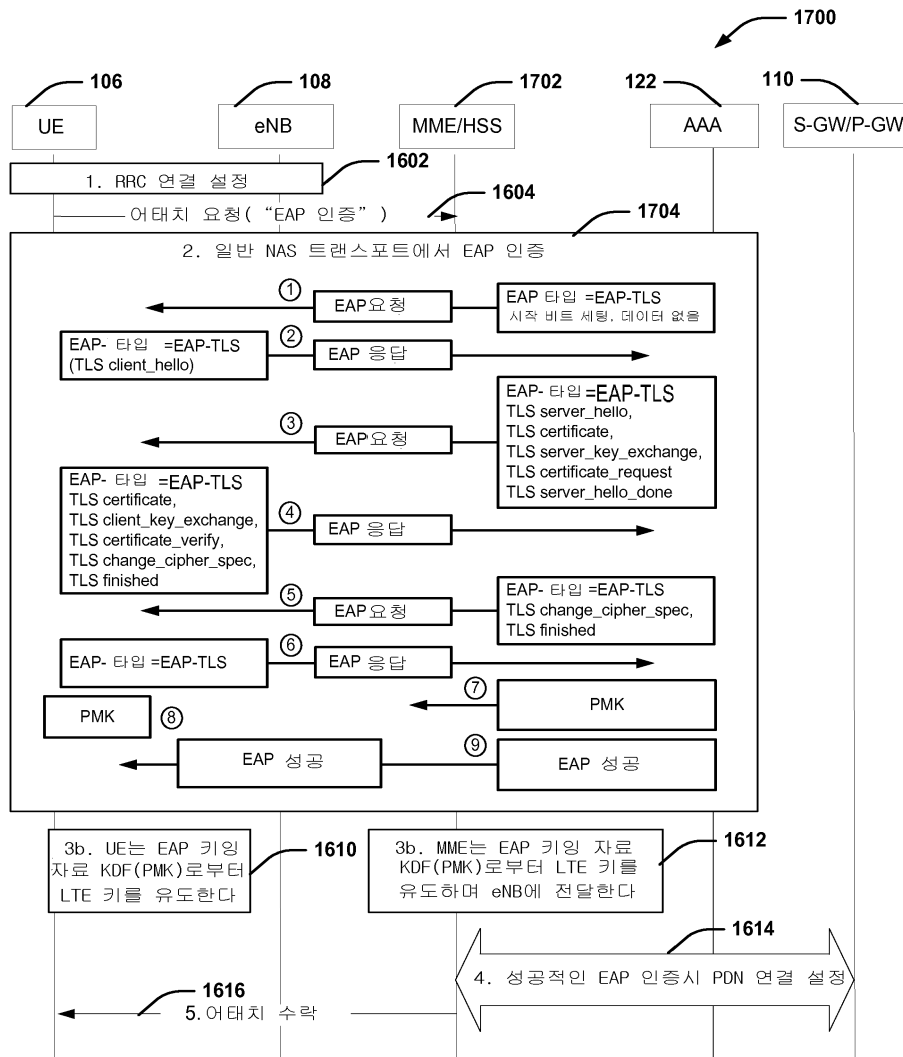 1700
106
108
1702
122
110
UE
eNB
MME/HSS
AAA
S-GW/P-GW
1602
1. RRC 연결 설정
1604
어태치 요청( “EAP 인증” )
1704
2. 일반 NAS 트랜스포트에서 EAP 인증
①
EAP요청
EAP 타입 =EAP-TLS
시작 비트 세팅, 데이터 없음
EAP- 타입 =EAP-TLS
(TLS client_hello)
②
EAP 응답
③
EAP요청
EAP- 타입=EAP-TLS
TLS server_hello,
TLS certificate,
TLS server_key_exchange,
TLS certificate_request
TLS server_hello_done
EAP- 타입 =EAP-TLS
TLS certificate,
TLS client_key_exchange,
TLS certificate_verify,
TLS change_cipher_spec,
TLS finished
④
EAP 응답
⑤
EAP요청
EAP- 타입 =EAP-TLS
TLS change_cipher_spec,
TLS finished
EAP- 타입 =EAP-TLS
⑥
EAP 응답
⑦
PMK
PMK
⑧
EAP 성공
⑨
EAP 성공
3b. UE는 EAP 키잉
자료 KDF(PMK)로부터
LTE 키를 유도한다
1610
3b. MME는 EAP 키잉 자료
KDF(PMK)로부터 LTE 키를
유도하며 eNB에 전달한다
1612
1614
4. 성공적인 EAP 인증시 PDN 연결 설정
1616
5.어태치 수락